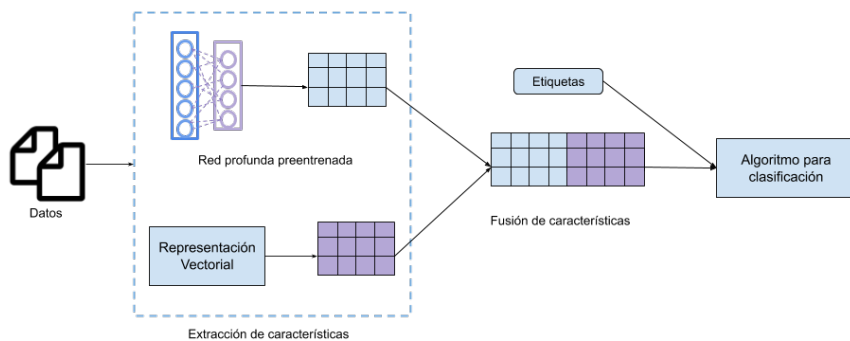 Datos
Red profunda preentrenada
Representación
Vectorial
Extracción de características
Etiquetas
Fusión de características
Algoritmo para
clasificación